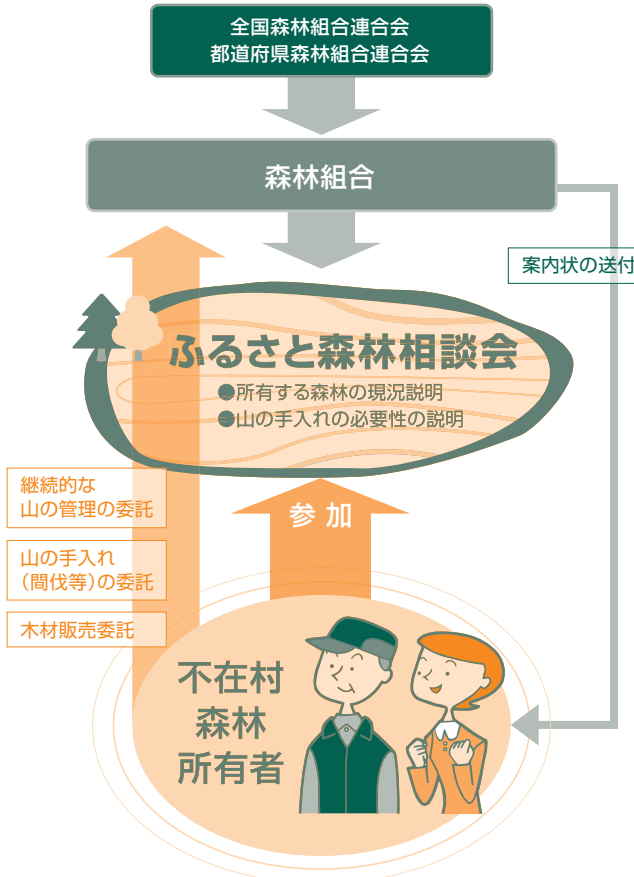 全国森林組合連合会
都道府県森林組合連合会
森林組合
案内状の送付
ふるさと森林相談会
●所有する森林の現況説明
●山の手入れの必要性の説明
継続的な
山の管理の委託
山の手入れ
（間伐等）の委託
木材販売委託
参加
不在村
森林
所有者